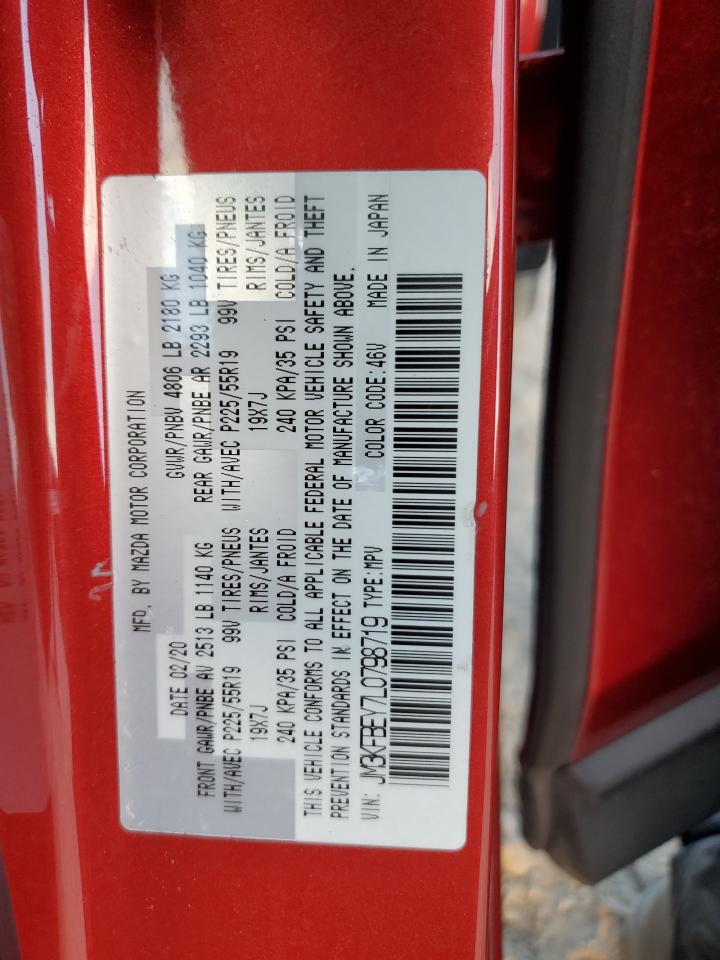 MFD. BY MAZDA MOTOR CORPORATION
DATE 02/20 GVWR/PNBV 4806 LB 2180 KG
FRONT GAWR/PNBE AV 2513 LB 1140 KG REAR GAWR/PNBE AR 2293 LB 1040 KG
WITH/AVEC P225/55R19 99V TIRES/PNEUS WITH/AVEC P225/55R19 99V TIRES/PNEUS
19X7J RIMS/JANTES 19X7J RIMS/JANTES
240 KPA/35 PSI COLD/A FROID 240 KPA/35 PSI COLD/A FROID
THIS VEHICLE CONFORMS TO ALL APPLICABLE FEDERAL MOTOR VEHICLE SAFETY AND THEFT
PREVENTION STANDARDS IN EFFECT ON THE DATE OF MANUFACTURE SHOWN ABOVE.
VIN: JM3KFBEY7L0798719 TYPE:MPV COLOR CODE:46V MADE IN JAPAN